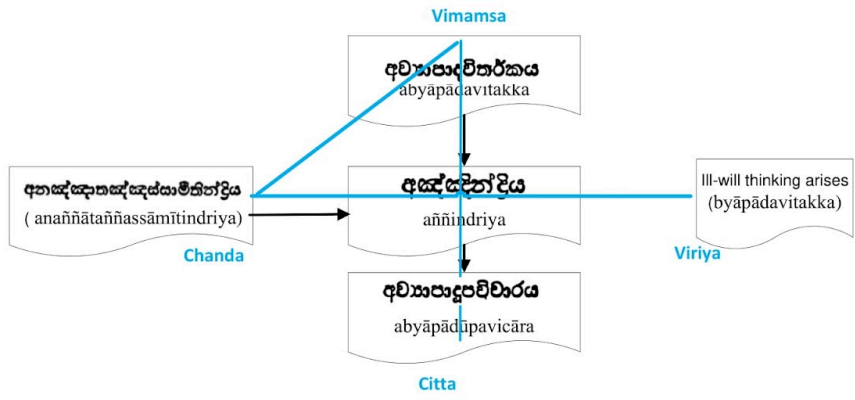 Vimamsa
අව්‍යාපාදවිතර්කය
abyāpādavitakka
අනඤ්ඤාතඤ්ඤස්සාමීතින්ද්‍රිය
( anaññātaññassāmītindriya)
Chanda
අඤ්ඤින්ද්‍රිය
aññindriya
Ill-will thinking arises
(byāpādavitakka)
Viriya
අව්‍යාපාදූපවිචාරය
abyāpādūpavicāra
Citta